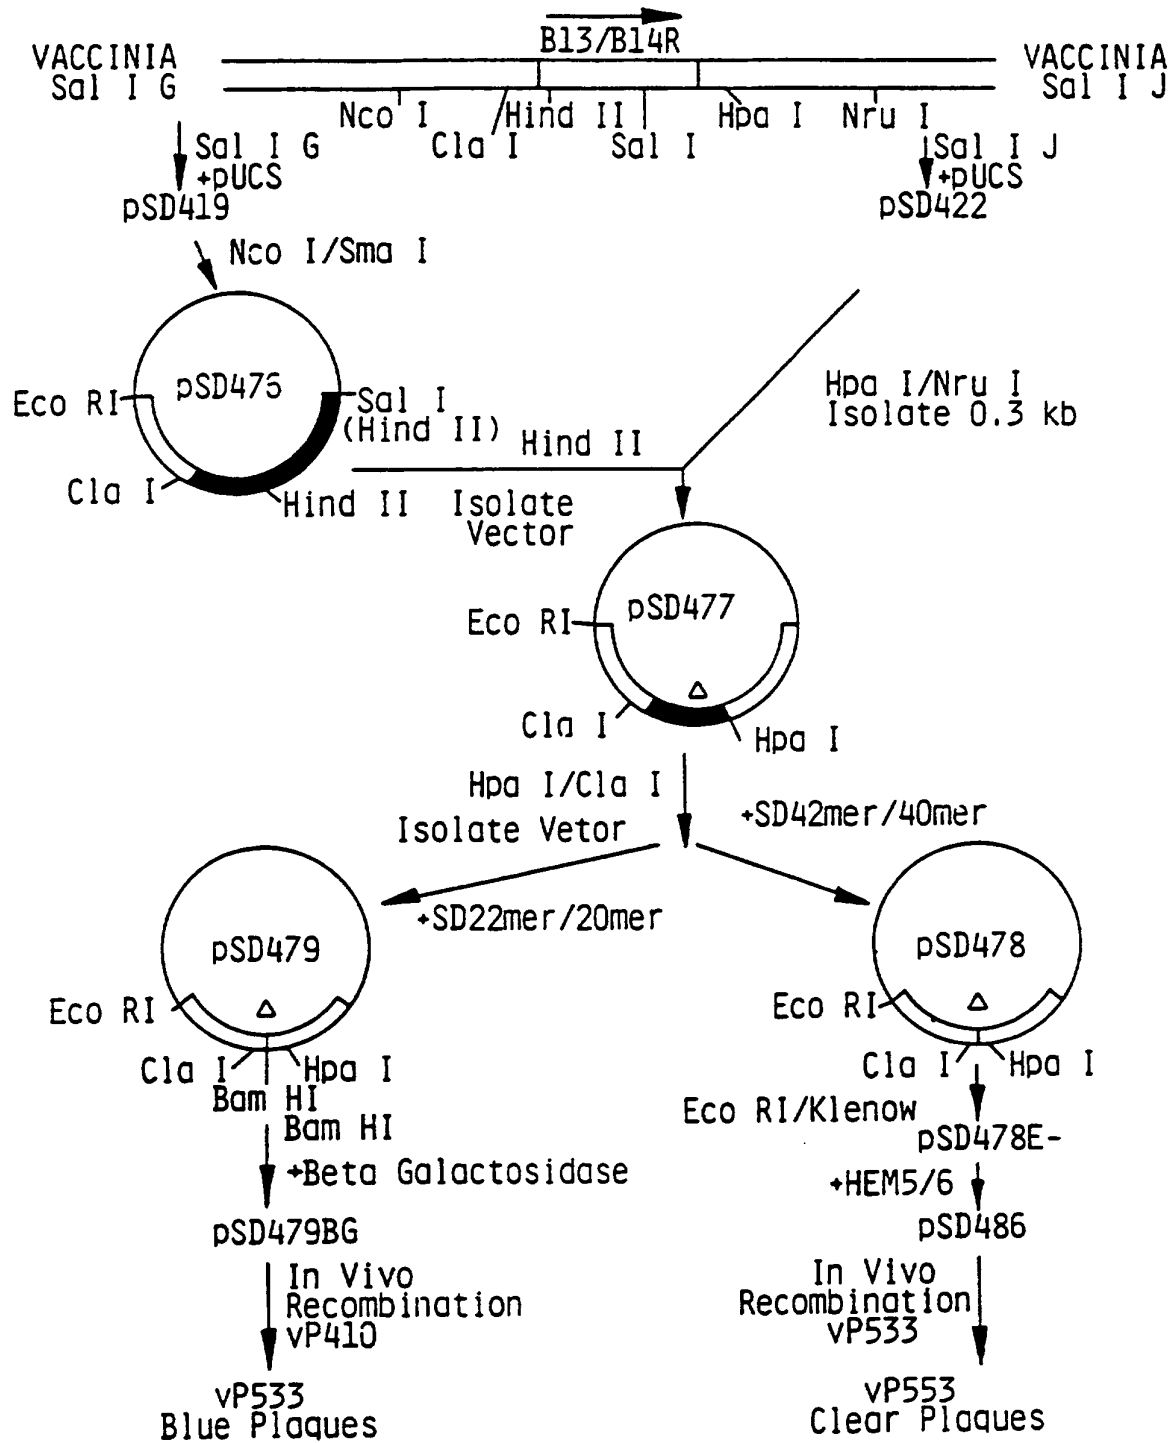 B13/B14R
VACCINIA
Sal I G
VACCINIA
Sal I J
Nco I
Cla I
Hind II
Sal I
Hpa I
Nru I
Sal I G
+pUCS
pSD419
Sal I J
+pUCS
pSD422
Nco I/Sma I
pSD475
Eco RI
Sal I
(Hind II)
Cla I
Hind II
Hpa I/Nru I
Isolate 0.3 kb
Hind II
Isolate
Vector
pSD477
Eco RI
Cla I
Hpa I
Hpa I/Cla I
Isolate Vetor
+SD42mer/40mer
+SD22mer/20mer
pSD479
Eco RI
Cla I
Hpa I
Bam HI
Bam HI
+Beta Galactosidase
pSD479BG
In Vivo
Recombination
vP410
vP533
Blue Plaques
pSD478
Eco RI
Cla I
Hpa I
Eco RI/Klenow
pSD478E-
+HEM5/6
pSD486
In Vivo
Recombination
vP533
vP553
Clear Plaques